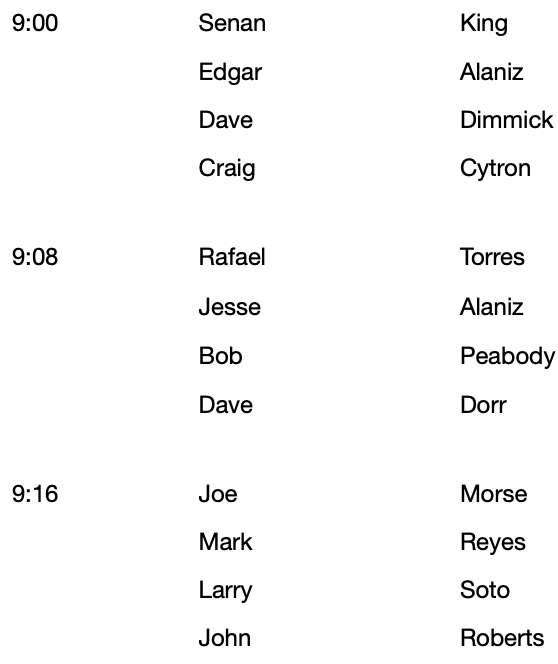 9:00 Senan King
Edgar Alaniz
Dave Dimmick
Craig Cytron
9:08 Rafael Torres
Jesse Alaniz
Bob Peabody
Dave Dorr
9:16 Joe Morse
Mark Reyes
Larry Soto
John Roberts